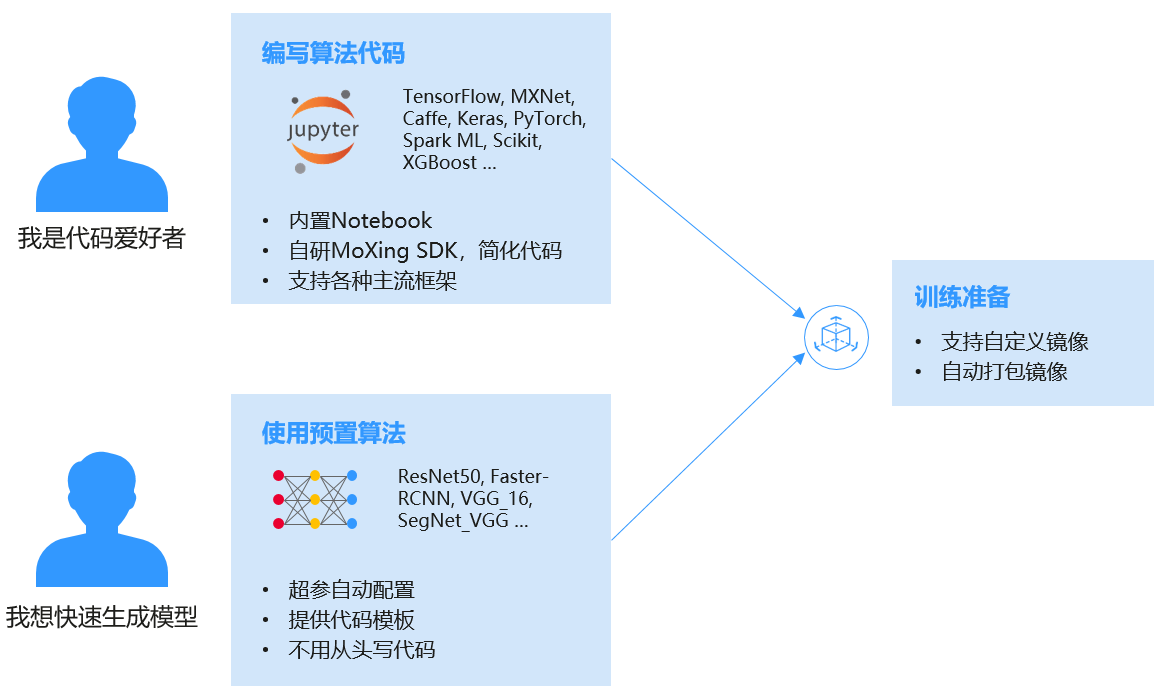 编写算法代码
jupyter
TensorFlow, MXNet,
Caffe, Keras, PyTorch,
Spark ML, Scikit,
XGBoost ...
• 内置Notebook
• 自研MoXing SDK，简化代码
• 支持各种主流框架
我是代码爱好者
训练准备
• 支持自定义镜像
• 自动打包镜像
使用预置算法
ResNet50, Faster-
RCNN, VGG_16,
SegNet_VGG ...
• 超参自动配置
• 提供代码模板
• 不用从头写代码
我想快速生成模型